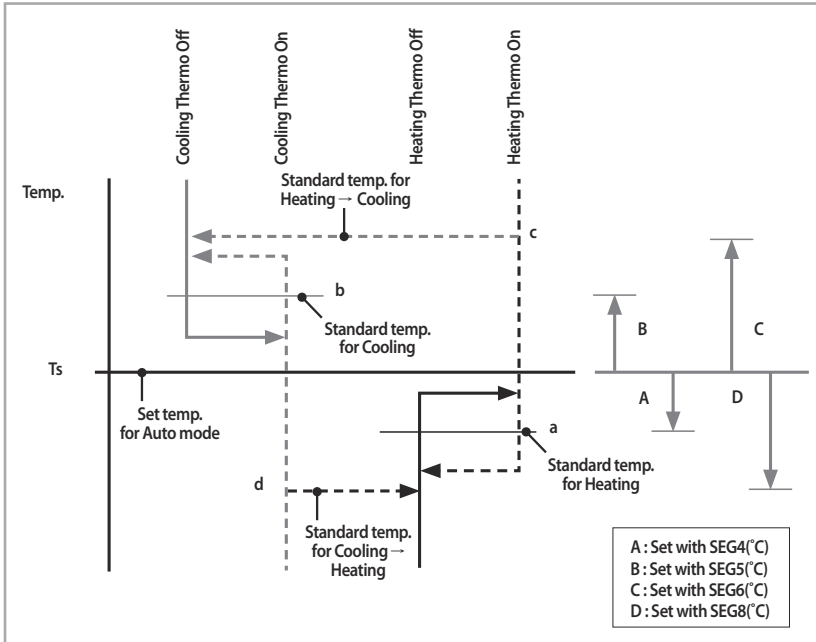 Cooling Thermo Off
Cooling Thermo On
Heating Thermo Off
Heating Thermo On
Temp.
Standard temp. for
Heating → Cooling
c
b
Standard temp.
for Cooling
B
C
Ts
A
D
Set temp.
for Auto mode
a
Standard temp.
for Heating
d
Standard temp.
for Cooling →
Heating
A : Set with SEG4(˚C)
B : Set with SEG5(˚C)
C : Set with SEG6(˚C)
D : Set with SEG8(˚C)